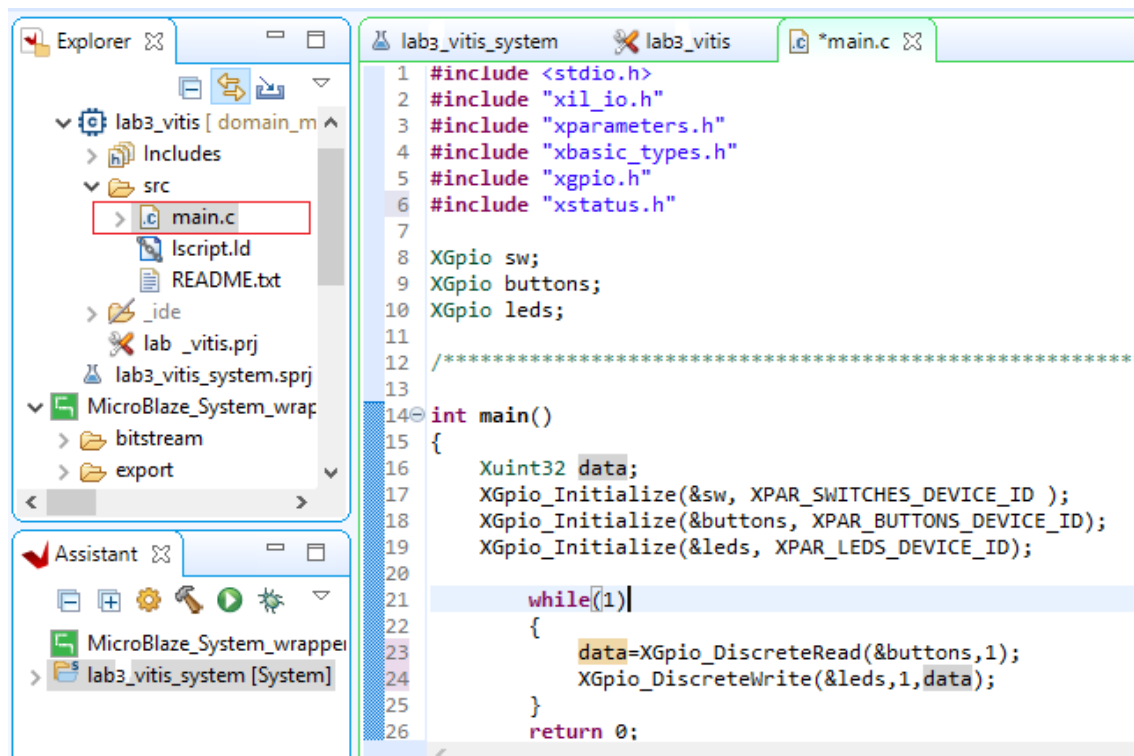 Explorer
lab3_vitis [ domain_m
Includes
src
main.c
lscript.ld
README.txt
_ide
lab _vitis.prj
lab3_vitis_system.sprj
MicroBlaze_System_wrap
bitstream
export
Assistant
MicroBlaze_System_wrapper
lab3_vitis_system [System]
lab3_vitis_system lab3_vitis *main.c
1 #include <stdio.h>
2 #include "xil_io.h"
3 #include "xparameters.h"
4 #include "xbasic_types.h"
5 #include "xgpio.h"
6 #include "xstatus.h"
7
8 XGpio sw;
9 XGpio buttons;
10 XGpio leds;
11
12 /********************************************************
13
14 int main()
15 {
16 Xuint32 data;
17 XGpio_Initialize(&sw, XPAR_SWITCHES_DEVICE_ID );
18 XGpio_Initialize(&buttons, XPAR_BUTTONS_DEVICE_ID);
19 XGpio_Initialize(&leds, XPAR_LEDS_DEVICE_ID);
20
21 while(1)
22 {
23 data=XGpio_DiscreteRead(&buttons,1);
24 XGpio_DiscreteWrite(&leds,1,data);
25 }
26 return 0;